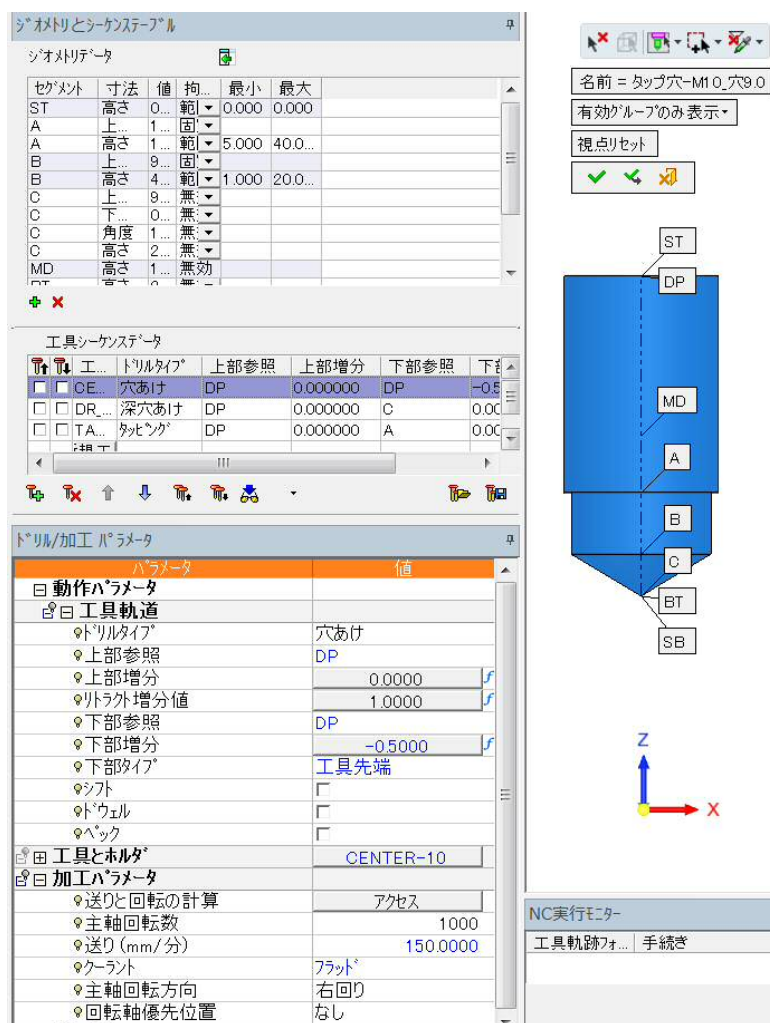 ジオメトリとシーケンステーブル
ジオメトリデータ
セグメント 寸法 値 拘... 最小 最大
ST 高さ 0... 範 0.000 0.000
A 上... 1... 固
A 高さ 1... 範 5.000 40.0...
B 上... 9... 固
B 高さ 4... 範 1.000 20.0...
C 上... 9... 無
C 下... 0... 無
C 角度 1... 無
C 高さ 2... 無
MD 高さ 1... 無効
工具シーケンスデータ
工... ドリルタイプ 上部参照 上部増分 下部参照 下
CE... 穴あけ DP 0.000000 DP -0.5
DR_... 深穴あけ DP 0.000000 C 0.00
TA... タッピング DP 0.000000 A 0.00
ドリル/加工 パラメータ
パラメータ 値
動作パラメータ
工具軌道
ドリルタイプ 穴あけ
上部参照 DP
上部増分 0.0000 f
リトラクト増分値 1.0000 f
下部参照 DP
下部増分 -0.5000 f
下部タイプ 工具先端
シフト
ドウェル
ペック
工具とホルダ CENTER-10
加工パラメータ
送りと回転の計算 アクセス
主軸回転数 1000
送り(mm/分) 150.0000
クーラント フラッド
主軸回転方向 右回り
回転軸優先位置 なし
名前 = タップ穴-M10_穴9.0
有効グループのみ表示
視点リセット
ST
DP
MD
A
B
C
BT
SB
Z
X
NC実行モニター
工具軌跡フォ... 手続き